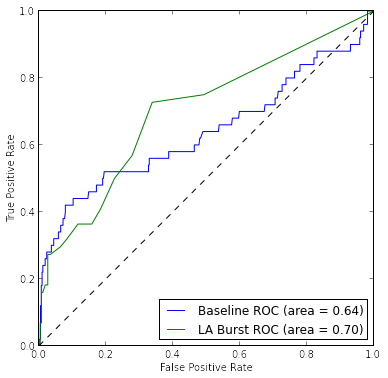 1.0
0.8
0.6
0.4
0.2
0.0
True Positive Rate
Baseline ROC (area = 0.64)
LA Burst ROC (area = 0.70)
0.0 0.2 0.4 0.6 0.8 1.0
False Positive Rate